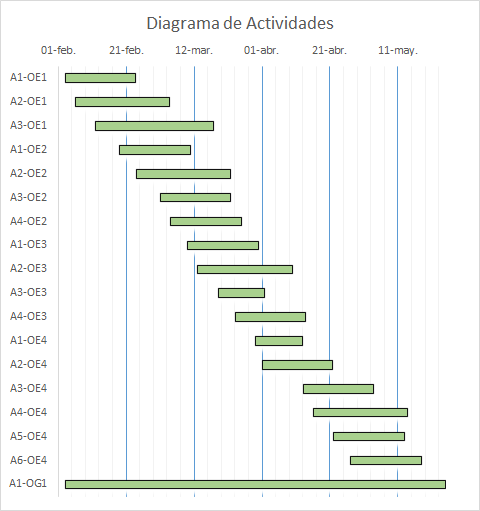 Diagrama de Actividades
01-feb. 21-feb. 12-mar. 01-abr. 21-abr. 11-may.
A1-OE1
A2-OE1
A3-OE1
A1-OE2
A2-OE2
A3-OE2
A4-OE2
A1-OE3
A2-OE3
A3-OE3
A4-OE3
A1-OE4
A2-OE4
A3-OE4
A4-OE4
A5-OE4
A6-OE4
A1-OG1